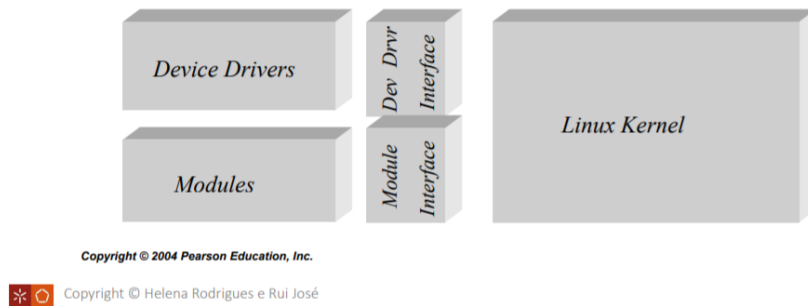 Device Drivers
Dev Drvr
Interface
Linux Kernel
Modules
Module
Interface
Copyright © 2004 Pearson Education, Inc.
Copyright © Helena Rodrigues e Rui José